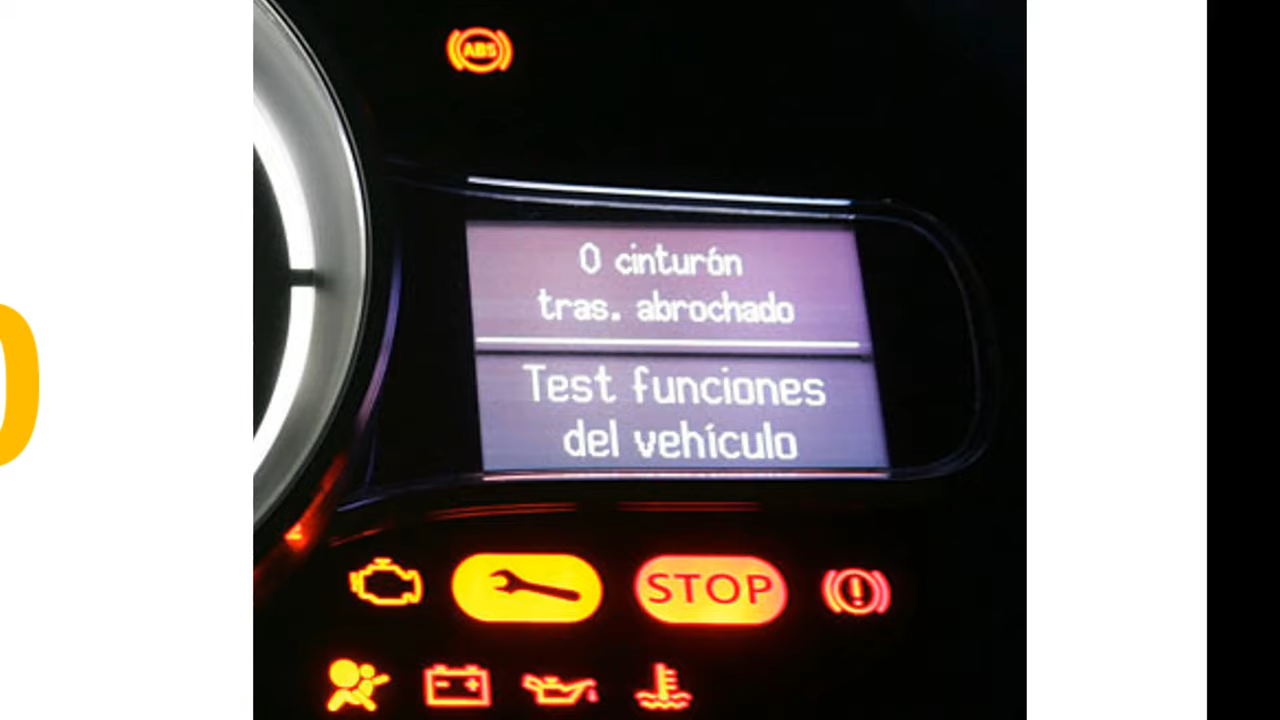 ABS
0 cinturón
tras. abrochado
Test funciones
del vehículo
STOP